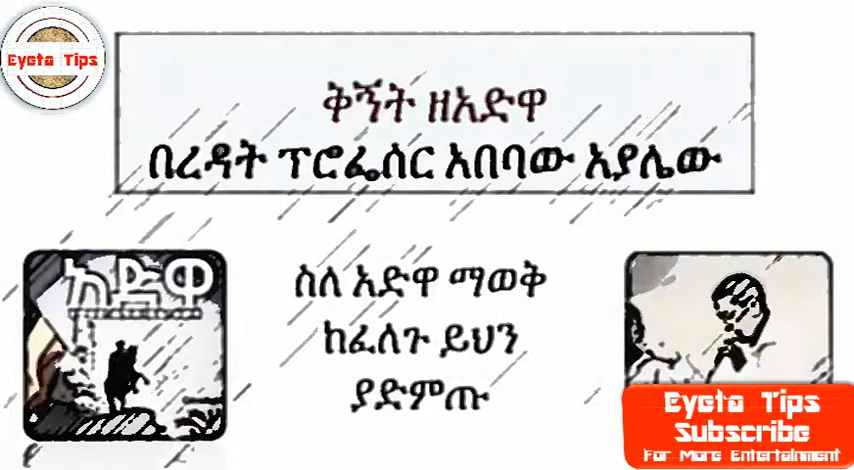 Eyeta Tips
ቅኝት ዘአድዋ
በረዳት ፕሮፌሰር አበባው አያሌው
አድዋ
ስለ አድዋ ማወቅ
ከፈለጉ ይህን
ያድምጡ
Eyeta Tips
Subscribe
For More Entertainment